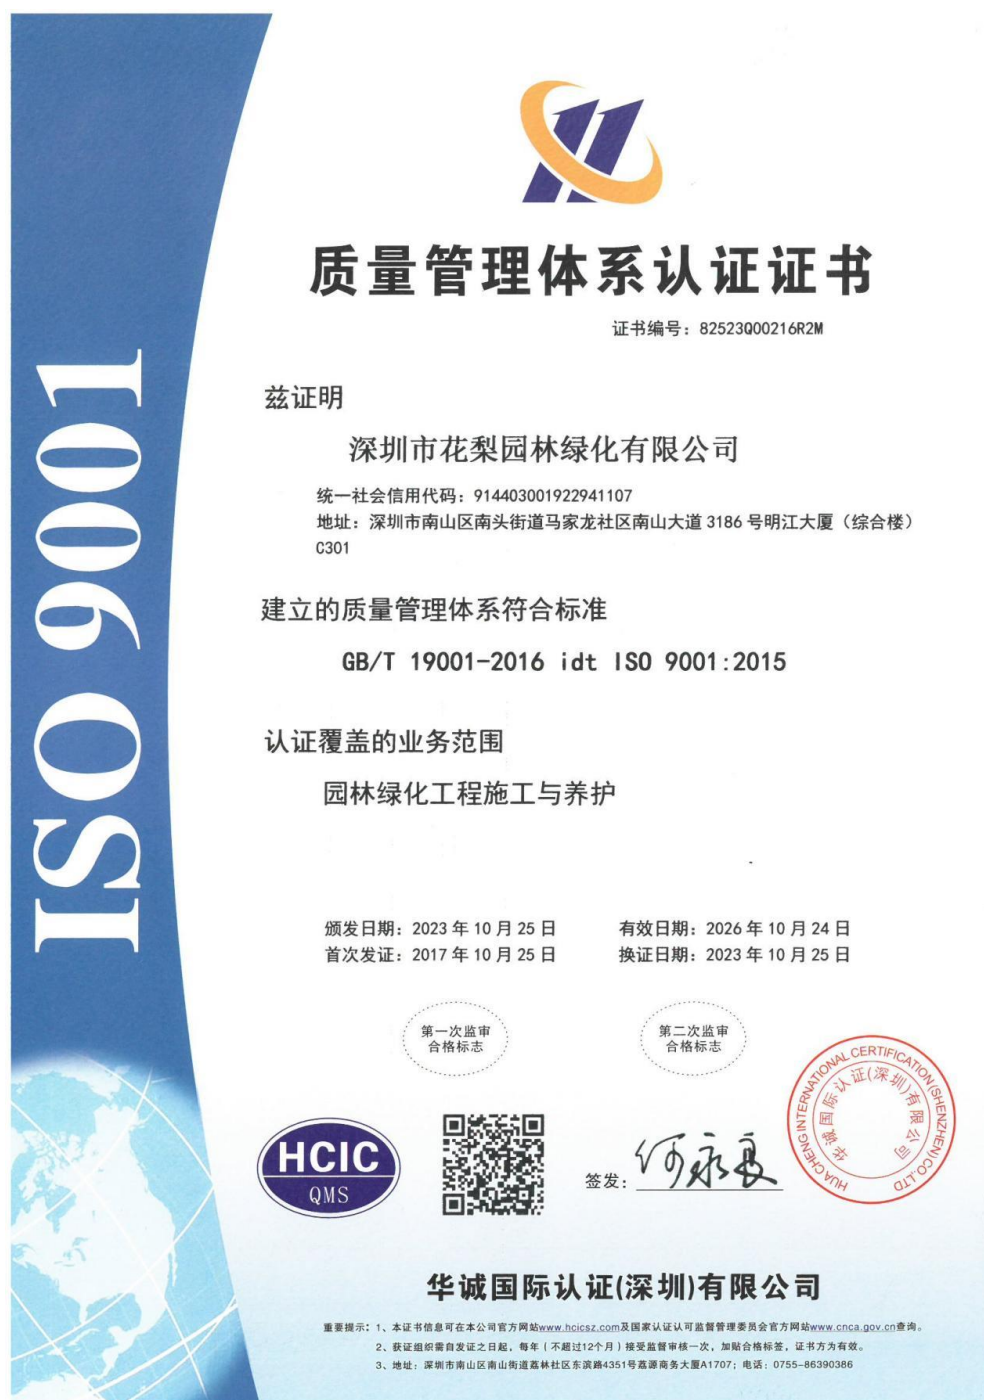 质量管理体系认证证书
证书编号：82523Q00216R2M
兹证明
深圳市花梨园林绿化有限公司
统一社会信用代码：914403001922941107
地址：深圳市南山区南头街道马家龙社区南山大道 3186 号明江大厦（综合楼）
C301
建立的质量管理体系符合标准
GB/T 19001-2016 idt ISO 9001:2015
认证覆盖的业务范围
园林绿化工程施工与养护
颁发日期：2023 年 10 月 25 日
有效日期：2026 年 10 月 24 日
首次发证：2017 年 10 月 25 日
换证日期：2023 年 10 月 25 日
第一次监审
合格标志
第二次监审
合格标志
ISO 9001
HCIC
QMS
签发：何永良
HUA CHENG INTERNATIONAL CERTIFICATION(SHENZHEN)CO.,LTD
华诚国际认证(深圳)有限公司
华诚国际认证(深圳)有限公司
重要提示：1、本证书信息可在本公司官方网站www.hcicsz.com及国家认证认可监督管理委员会官方网站www.cnca.gov.cn查询。
2、获证组织需自发证之日起，每年（不超过12个月）接受监督审核一次，加贴合格标签，证书方为有效。
3、地址：深圳市南山区南山街道荔林社区东滨路4351号荔源商务大厦A1707；电话：0755-86390386